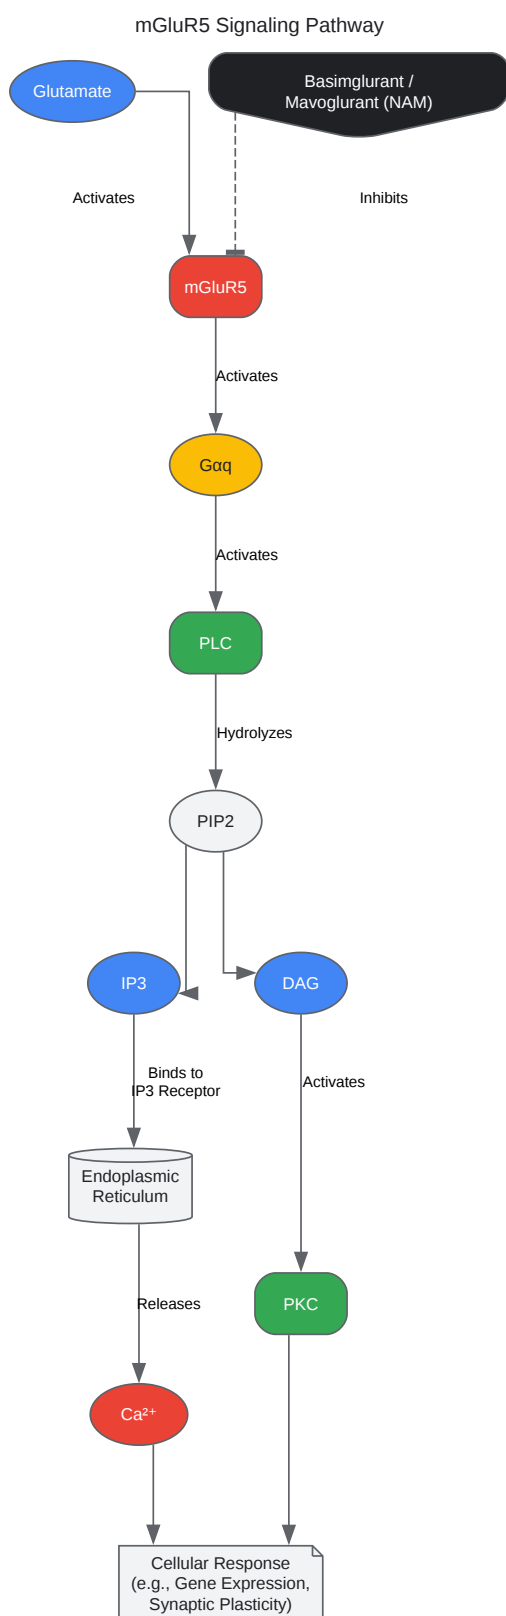 mGluR5 Signaling Pathway
Glutamate
Basimglurant /
Mavoglurant (NAM)
Activates
Inhibits
mGluR5
Activates
Gαq
Activates
PLC
Hydrolyzes
PIP2
IP3
DAG
Binds to
IP3 Receptor
Activates
Endoplasmic
Reticulum
Releases
PKC
Ca²⁺
Cellular Response
(e.g., Gene Expression,
Synaptic Plasticity)